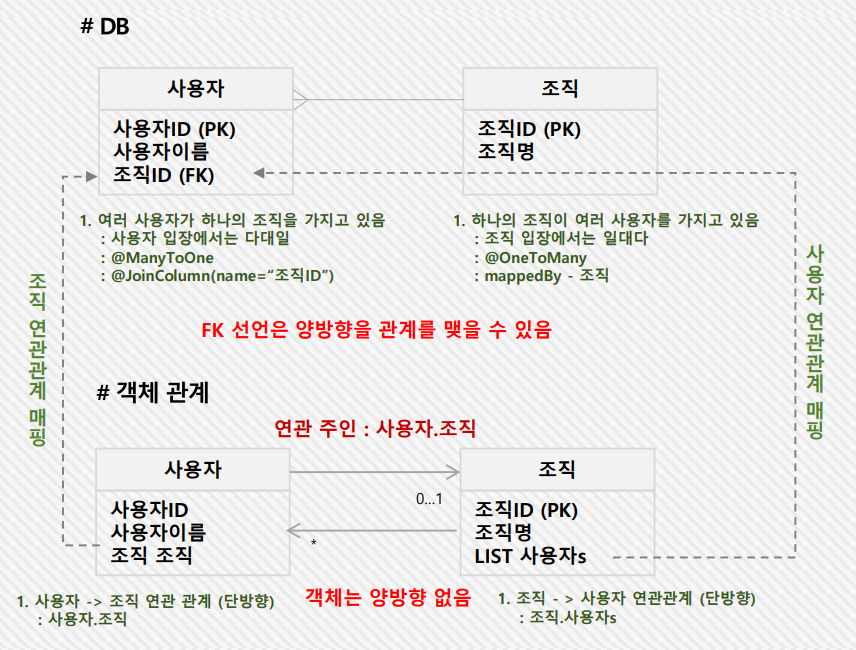 # DB
사용자
조직
사용자ID (PK)
사용자이름
조직ID (FK)
조직ID (PK)
조직명
1. 여러 사용자가 하나의 조직을 가지고 있음
: 사용자 입장에서는 다대일
: @ManyToOne
: @JoinColumn(name=“조직ID”)
1. 하나의 조직이 여러 사용자를 가지고 있음
: 조직 입장에서는 일대다
: @OneToMany
: mappedBy - 조직
조직 연관관계 매핑
사용자 연관관계 매핑
FK 선언은 양방향을 관계를 맺을 수 있음
# 객체 관계
연관 주인 : 사용자.조직
사용자
조직
0...1
*
사용자ID
사용자이름
조직 조직
조직ID (PK)
조직명
LIST 사용자s
1. 사용자 -> 조직 연관 관계 (단방향)
: 사용자.조직
객체는 양방향 없음
1. 조직 - > 사용자 연관관계 (단방향)
: 조직.사용자s